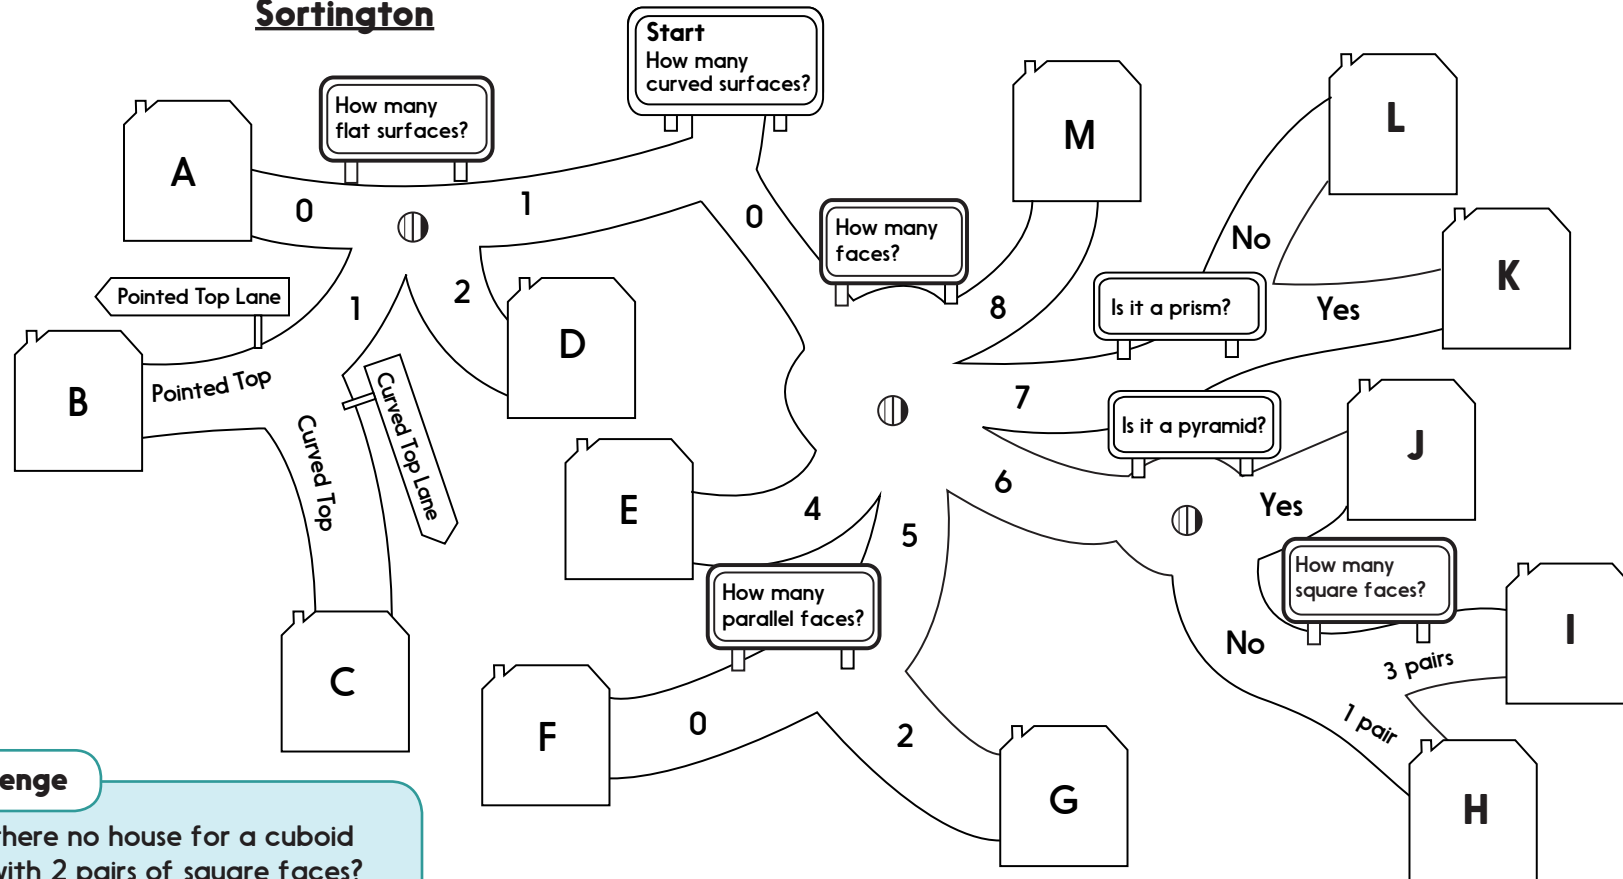 Sortington
Start
How many
curved surfaces?
How many
flat surfaces?
A
0
1
0
How many
faces?
M
L
No
K
Is it a prism?
Yes
8
Pointed Top Lane
1
2
D
B
Pointed Top
Curved Top
Curved Top Lane
C
7
Is it a pyramid?
J
6
Yes
E
4
5
How many
parallel faces?
How many
square faces?
I
No
3 pairs
1 pair
F
0
2
G
H
enge
there no house for a cuboid
with 2 pairs of square faces?